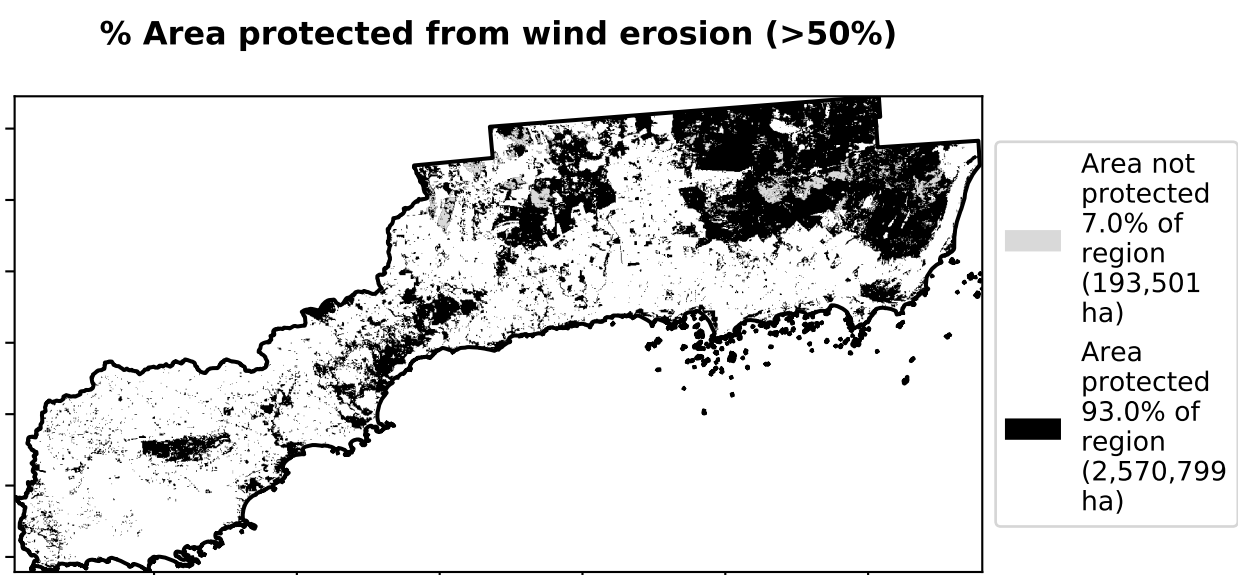 % Area protected from wind erosion (>50%)
Area not
protected
7.0% of
region
(193,501
ha)
Area
protected
93.0% of
region
(2,570,799
ha)